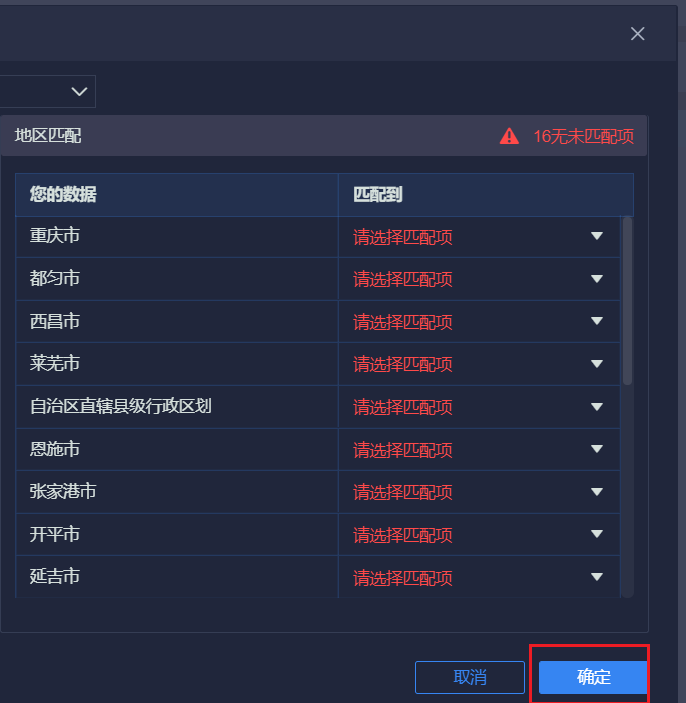 地区匹配 16无未匹配项
您的数据 匹配到
重庆市 请选择匹配项
都匀市 请选择匹配项
西昌市 请选择匹配项
莱芜市 请选择匹配项
自治区直辖县级行政区划 请选择匹配项
恩施市 请选择匹配项
张家港市 请选择匹配项
开平市 请选择匹配项
延吉市 请选择匹配项
取消 确定